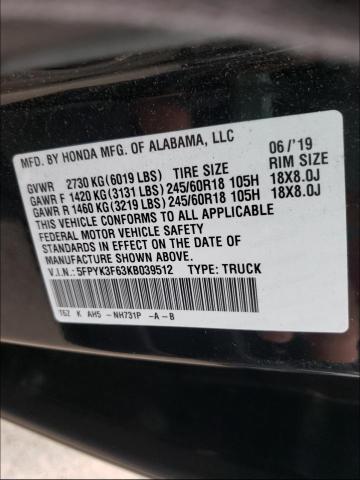 MFD. BY HONDA MFG. OF ALABAMA, LLC 06/'19
GVWR 2730 KG(6019 LBS) TIRE SIZE RIM SIZE
GAWR F 1420 KG(3131 LBS) 245/60R18 105H 18X8.0J
GAWR R 1460 KG(3219 LBS) 245/60R18 105H 18X8.0J
THIS VEHICLE CONFORMS TO ALL APPLICABLE
FEDERAL MOTOR VEHICLE SAFETY
STANDARDS IN EFFECT ON THE DATE OF
MANUFACTURE SHOWN ABOVE.
V.I.N.: 5FPYK3F63KB039512 TYPE: TRUCK
T6Z K AH5 -NH731P -A-B